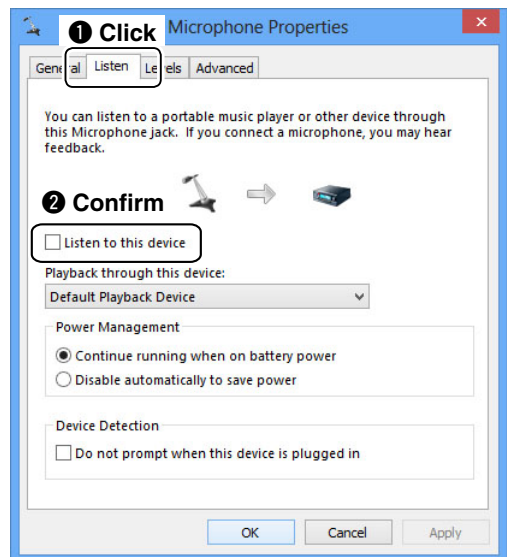 ❶ Click
Microphone Properties
General Listen Levels Advanced
You can listen to a portable music player or other device through
this Microphone jack. If you connect a microphone, you may hear
feedback.
❷ Confirm
Listen to this device
Playback through this device:
Default Playback Device
Power Management
Continue running when on battery power
Disable automatically to save power
Device Detection
Do not prompt when this device is plugged in
OK Cancel Apply